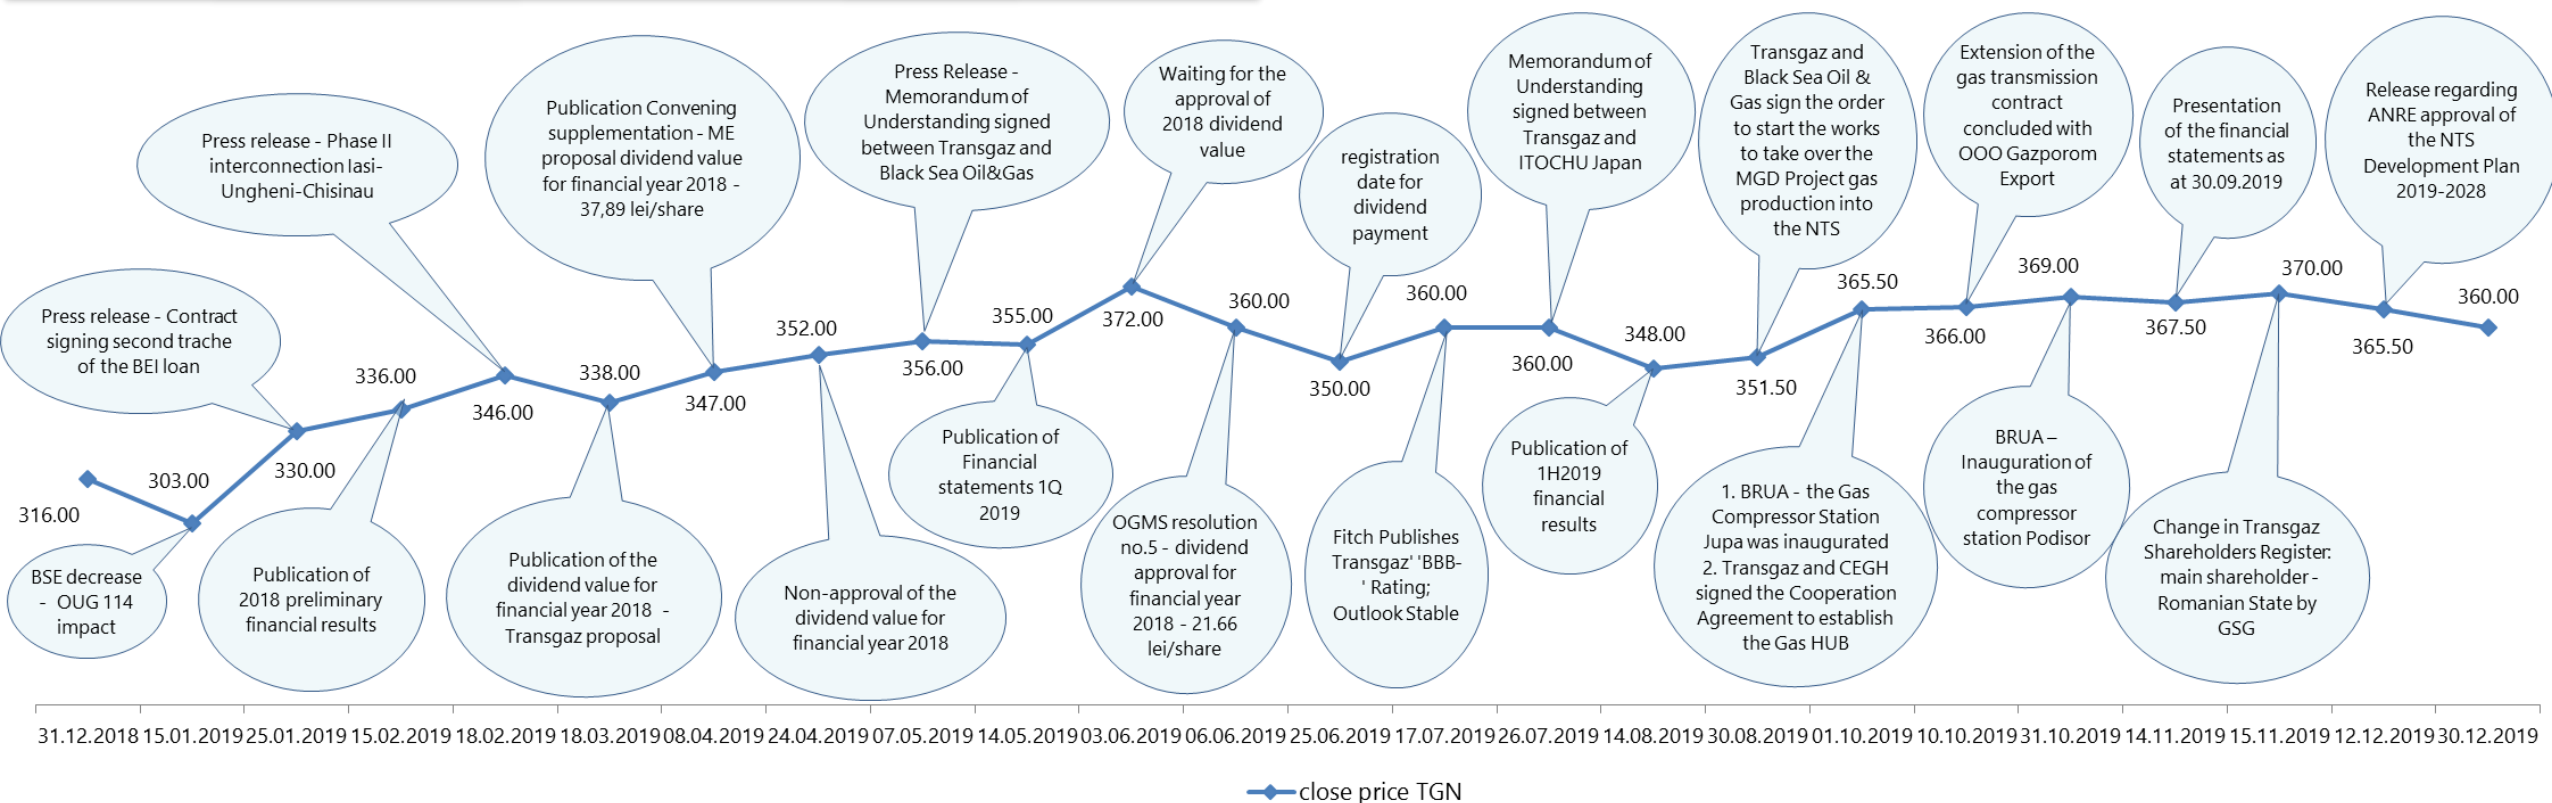 Press release - Contract
signing second trache
of the BEI loan
BSE decrease
- OUG 114
impact
Press release - Phase II
interconnection Iasi-
Ungheni-Chisinau
Publication of
2018 preliminary
financial results
Publication Convening
supplementation - ME
proposal dividend value
for financial year 2018 -
37,89 lei/share
Publication of the
dividend value for
financial year 2018 -
Transgaz proposal
Press Release -
Memorandum of
Understanding signed
between Transgaz and
Black Sea Oil&Gas
Non-approval of the
dividend value for
financial year 2018
Publication of
Financial
statements 1Q
2019
Waiting for the
approval of
2018 dividend
value
OGMS resolution
no.5 - dividend
approval for
financial year
2018 - 21.66
lei/share
registration
date for
dividend
payment
Fitch Publishes
Transgaz' 'BBB-
' Rating;
Outlook Stable
Memorandum of
Understanding
signed between
Transgaz and
ITOCHU Japan
Publication of
1H2019
financial
results
Transgaz and
Black Sea Oil &
Gas sign the order
to start the works
to take over the
MGD Project gas
production into
the NTS
1. BRUA - the Gas
Compressor Station
Jupa was inaugurated
2. Transgaz and CEGH
signed the Cooperation
Agreement to establish
the Gas HUB
Extension of the
gas transmission
contract
concluded with
OOO Gazporom
Export
BRUA –
Inauguration of
the gas
compressor
station Podisor
Presentation
of the financial
statements as
at 30.09.2019
Change in Transgaz
Shareholders Register:
main shareholder -
Romanian State by
GSG
Release regarding
ANRE approval of
the NTS
Development Plan
2019-2028
316.00
303.00
330.00
336.00
346.00
338.00
347.00
352.00
356.00
355.00
372.00
360.00
350.00
360.00
360.00
348.00
351.50
365.50
366.00
369.00
367.50
370.00
365.50
360.00
31.12.2018 15.01.2019 25.01.2019 15.02.2019 18.02.2019 18.03.2019 08.04.2019 24.04.2019 07.05.2019 14.05.2019 03.06.2019 06.06.2019 25.06.2019 17.07.2019 26.07.2019 14.08.2019 30.08.2019 01.10.2019 10.10.2019 31.10.2019 14.11.2019 15.11.2019 12.12.2019 30.12.2019
close price TGN